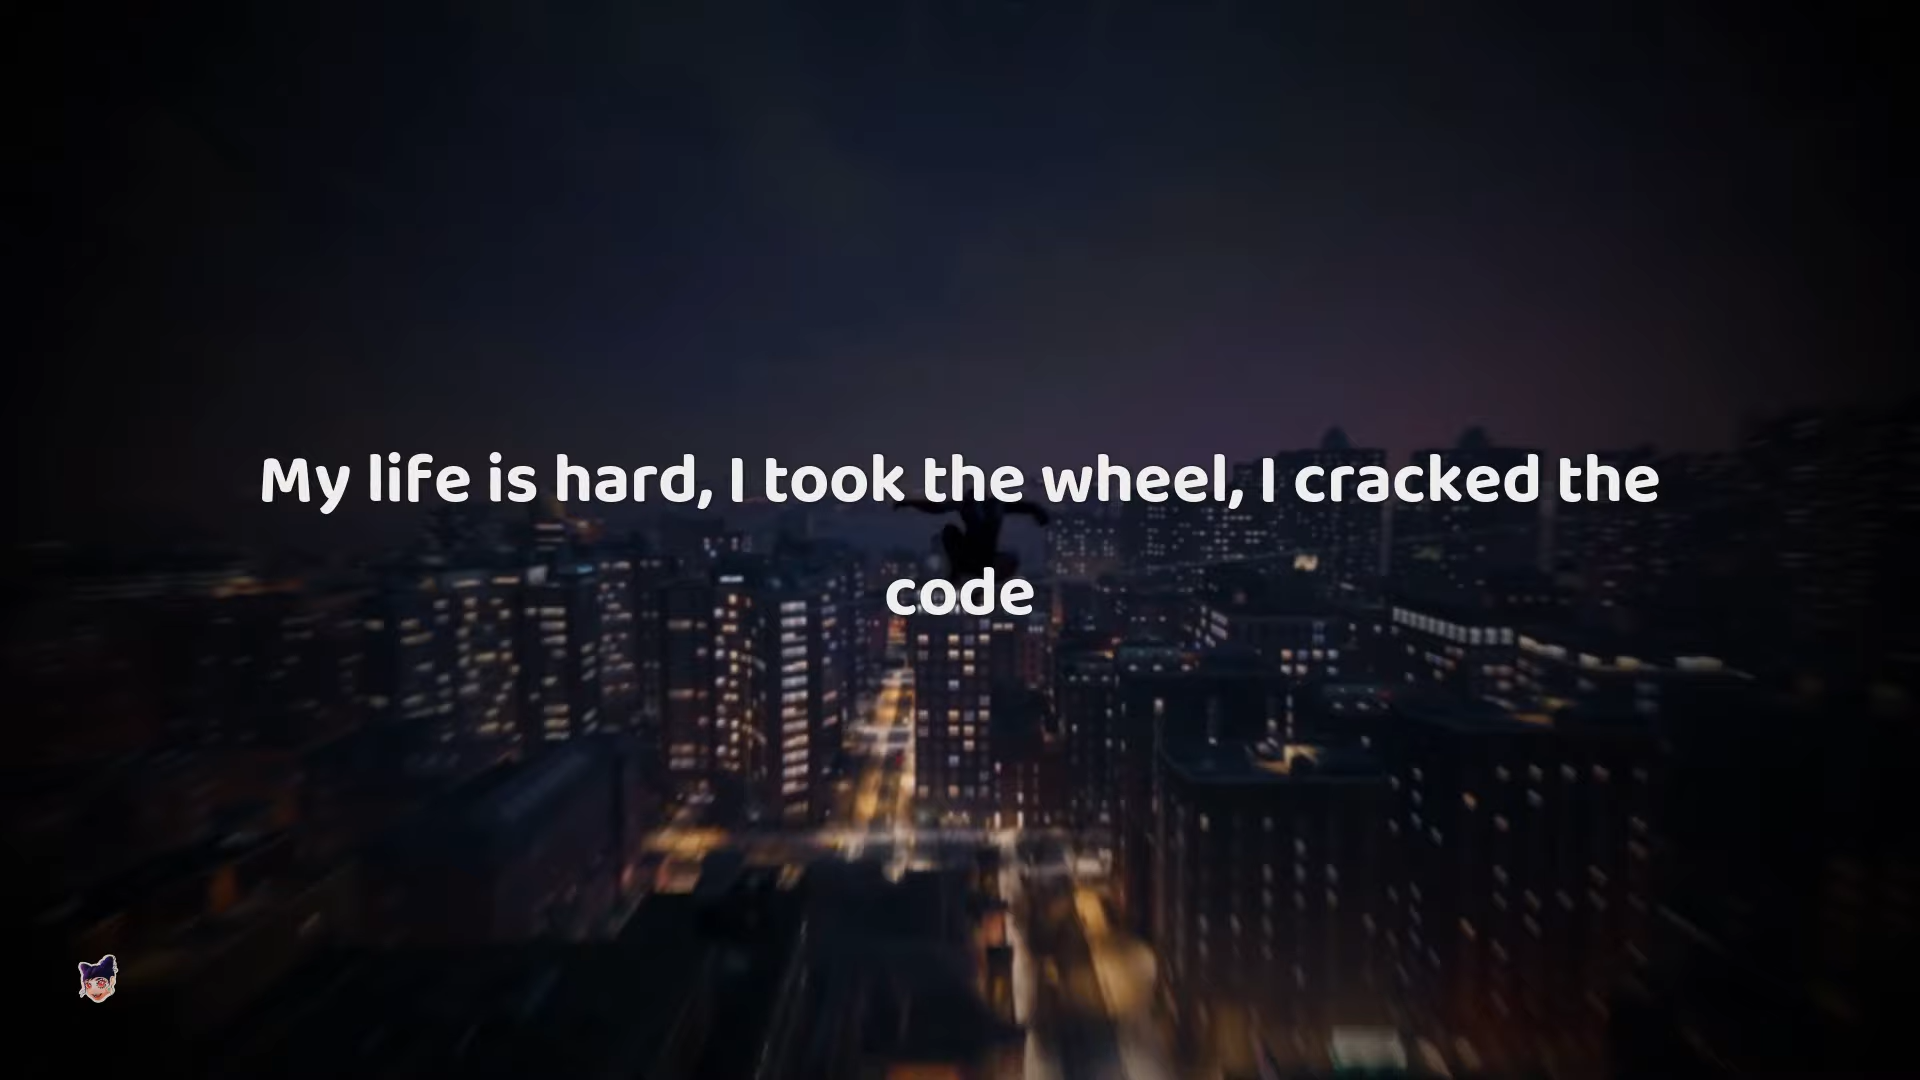 My life is hard, I took the wheel, I cracked the
code